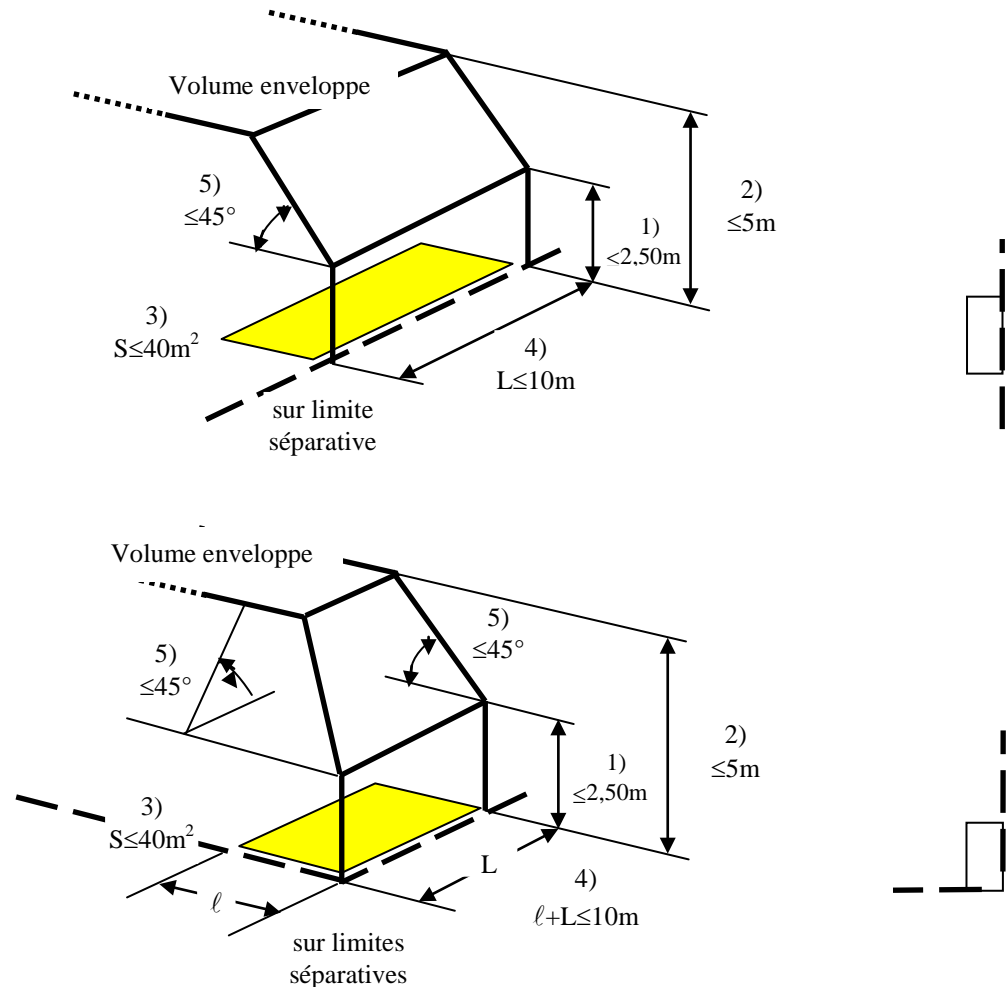 Volume enveloppe
5)
≤45°
2)
≤5m
1)
≤2,50m
3)
S≤40m²
4)
L≤10m
sur limite
séparative
Volume enveloppe
5)
≤45°
5)
≤45°
2)
≤5m
1)
≤2,50m
3)
S≤40m²
L
4)
ℓ
ℓ+L≤10m
sur limites
séparatives